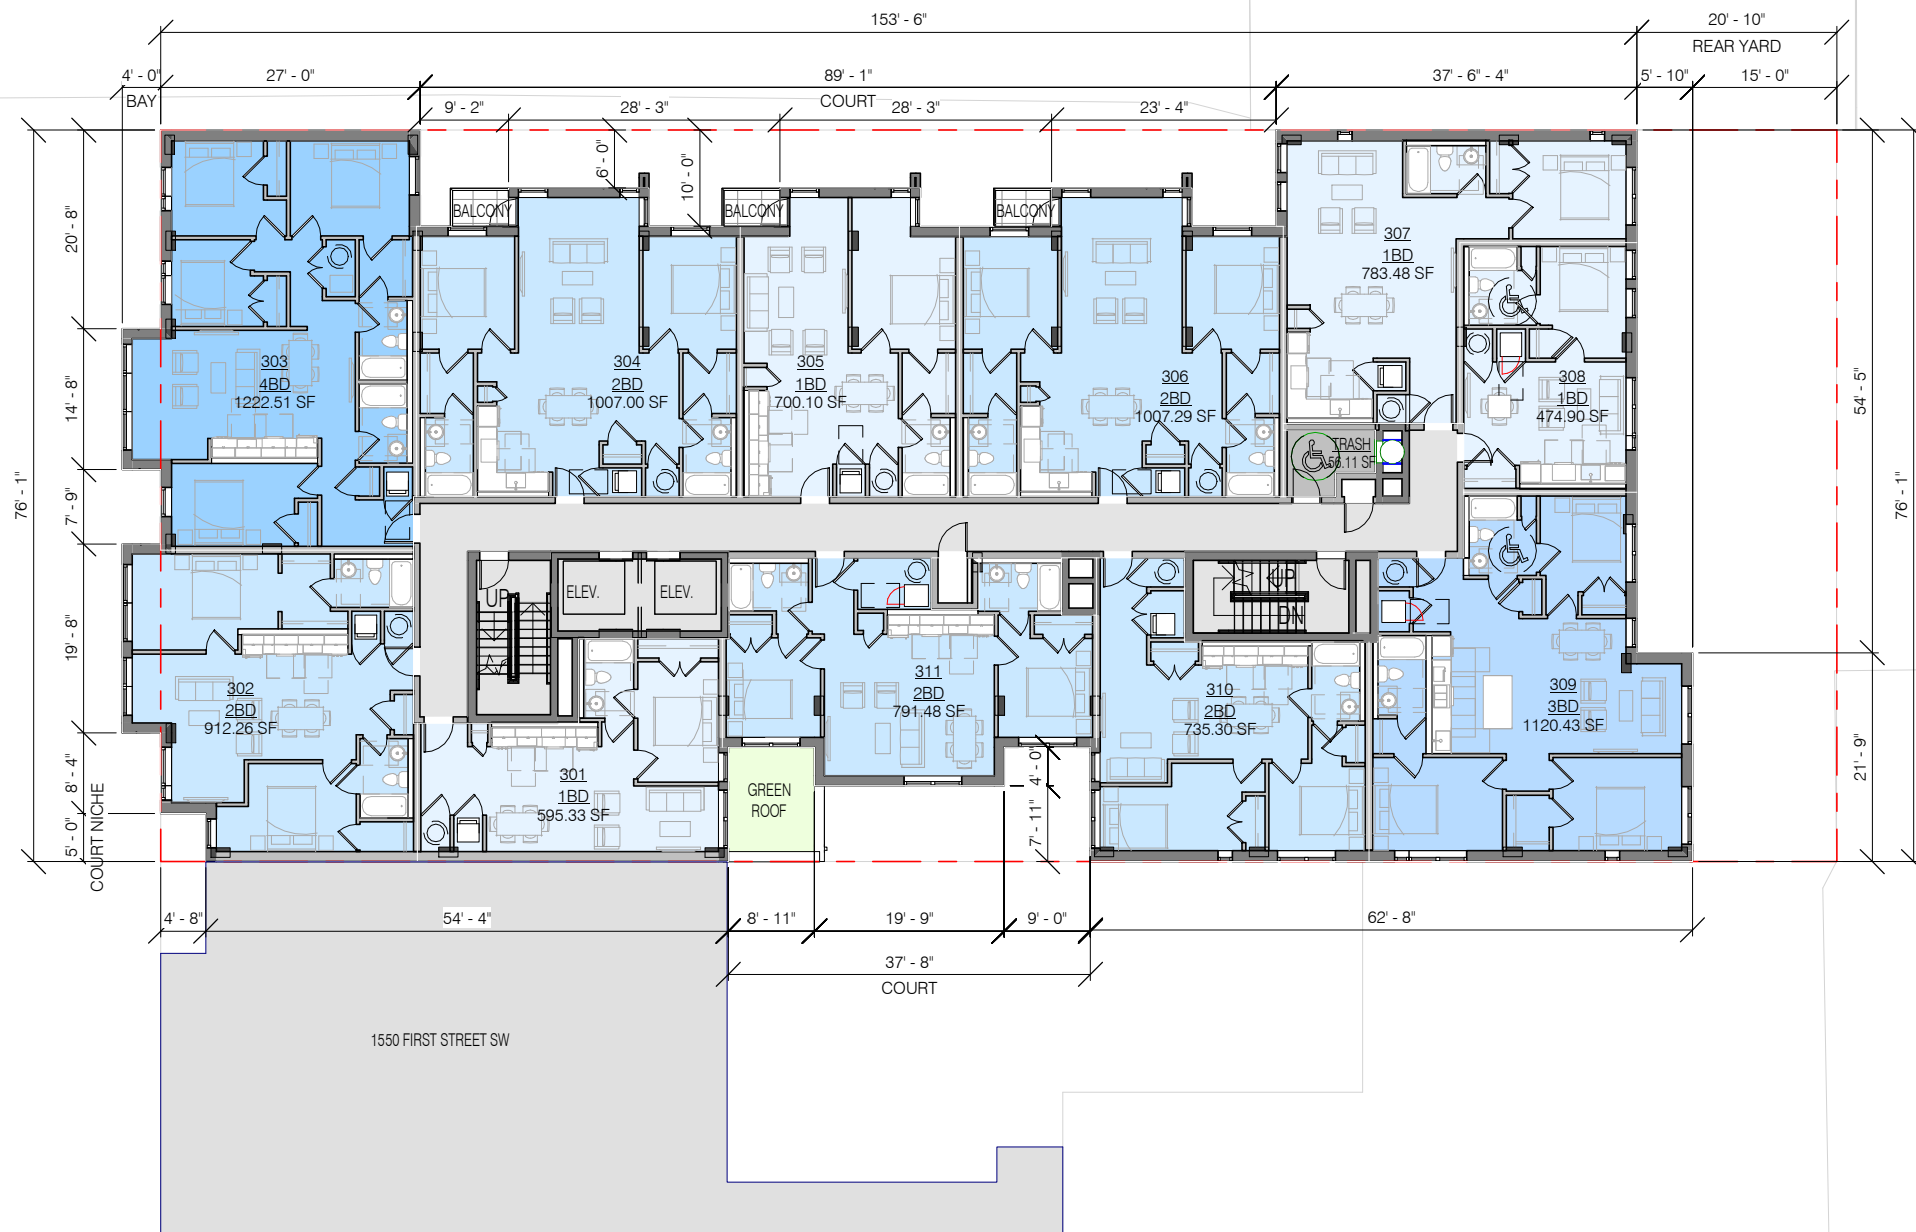 153' - 6"
20' - 10"
REAR YARD
4' - 0"
27' - 0"
89' - 1"
37' - 6" - 4"
5' - 10"
15' - 0"
BAY
COURT
9' - 2"
28' - 3"
28' - 3"
23' - 4"
6' - 0"
10' - 0"
BALCONY
BALCONY
BALCONY
76' - 1"
20' - 8"
14' - 8"
7' - 9"
19' - 8"
8' - 4"
5' - 0"
COURT NICHE
54' - 5"
21' - 9"
76' - 1"
303
4BD
1222.51 SF
304
2BD
1007.00 SF
305
1BD
700.10 SF
306
2BD
1007.29 SF
307
1BD
783.48 SF
308
1BD
474.90 SF
TRASH
56.11 SF
UP
ELEV.
ELEV.
UP
DN
302
2BD
912.26 SF
301
1BD
595.33 SF
311
2BD
791.48 SF
310
2BD
735.30 SF
309
3BD
1120.43 SF
GREEN
ROOF
4' - 0"
7' - 11"
4' - 8"
54' - 4"
8' - 11"
19' - 9"
9' - 0"
62' - 8"
37' - 8"
COURT
1550 FIRST STREET SW